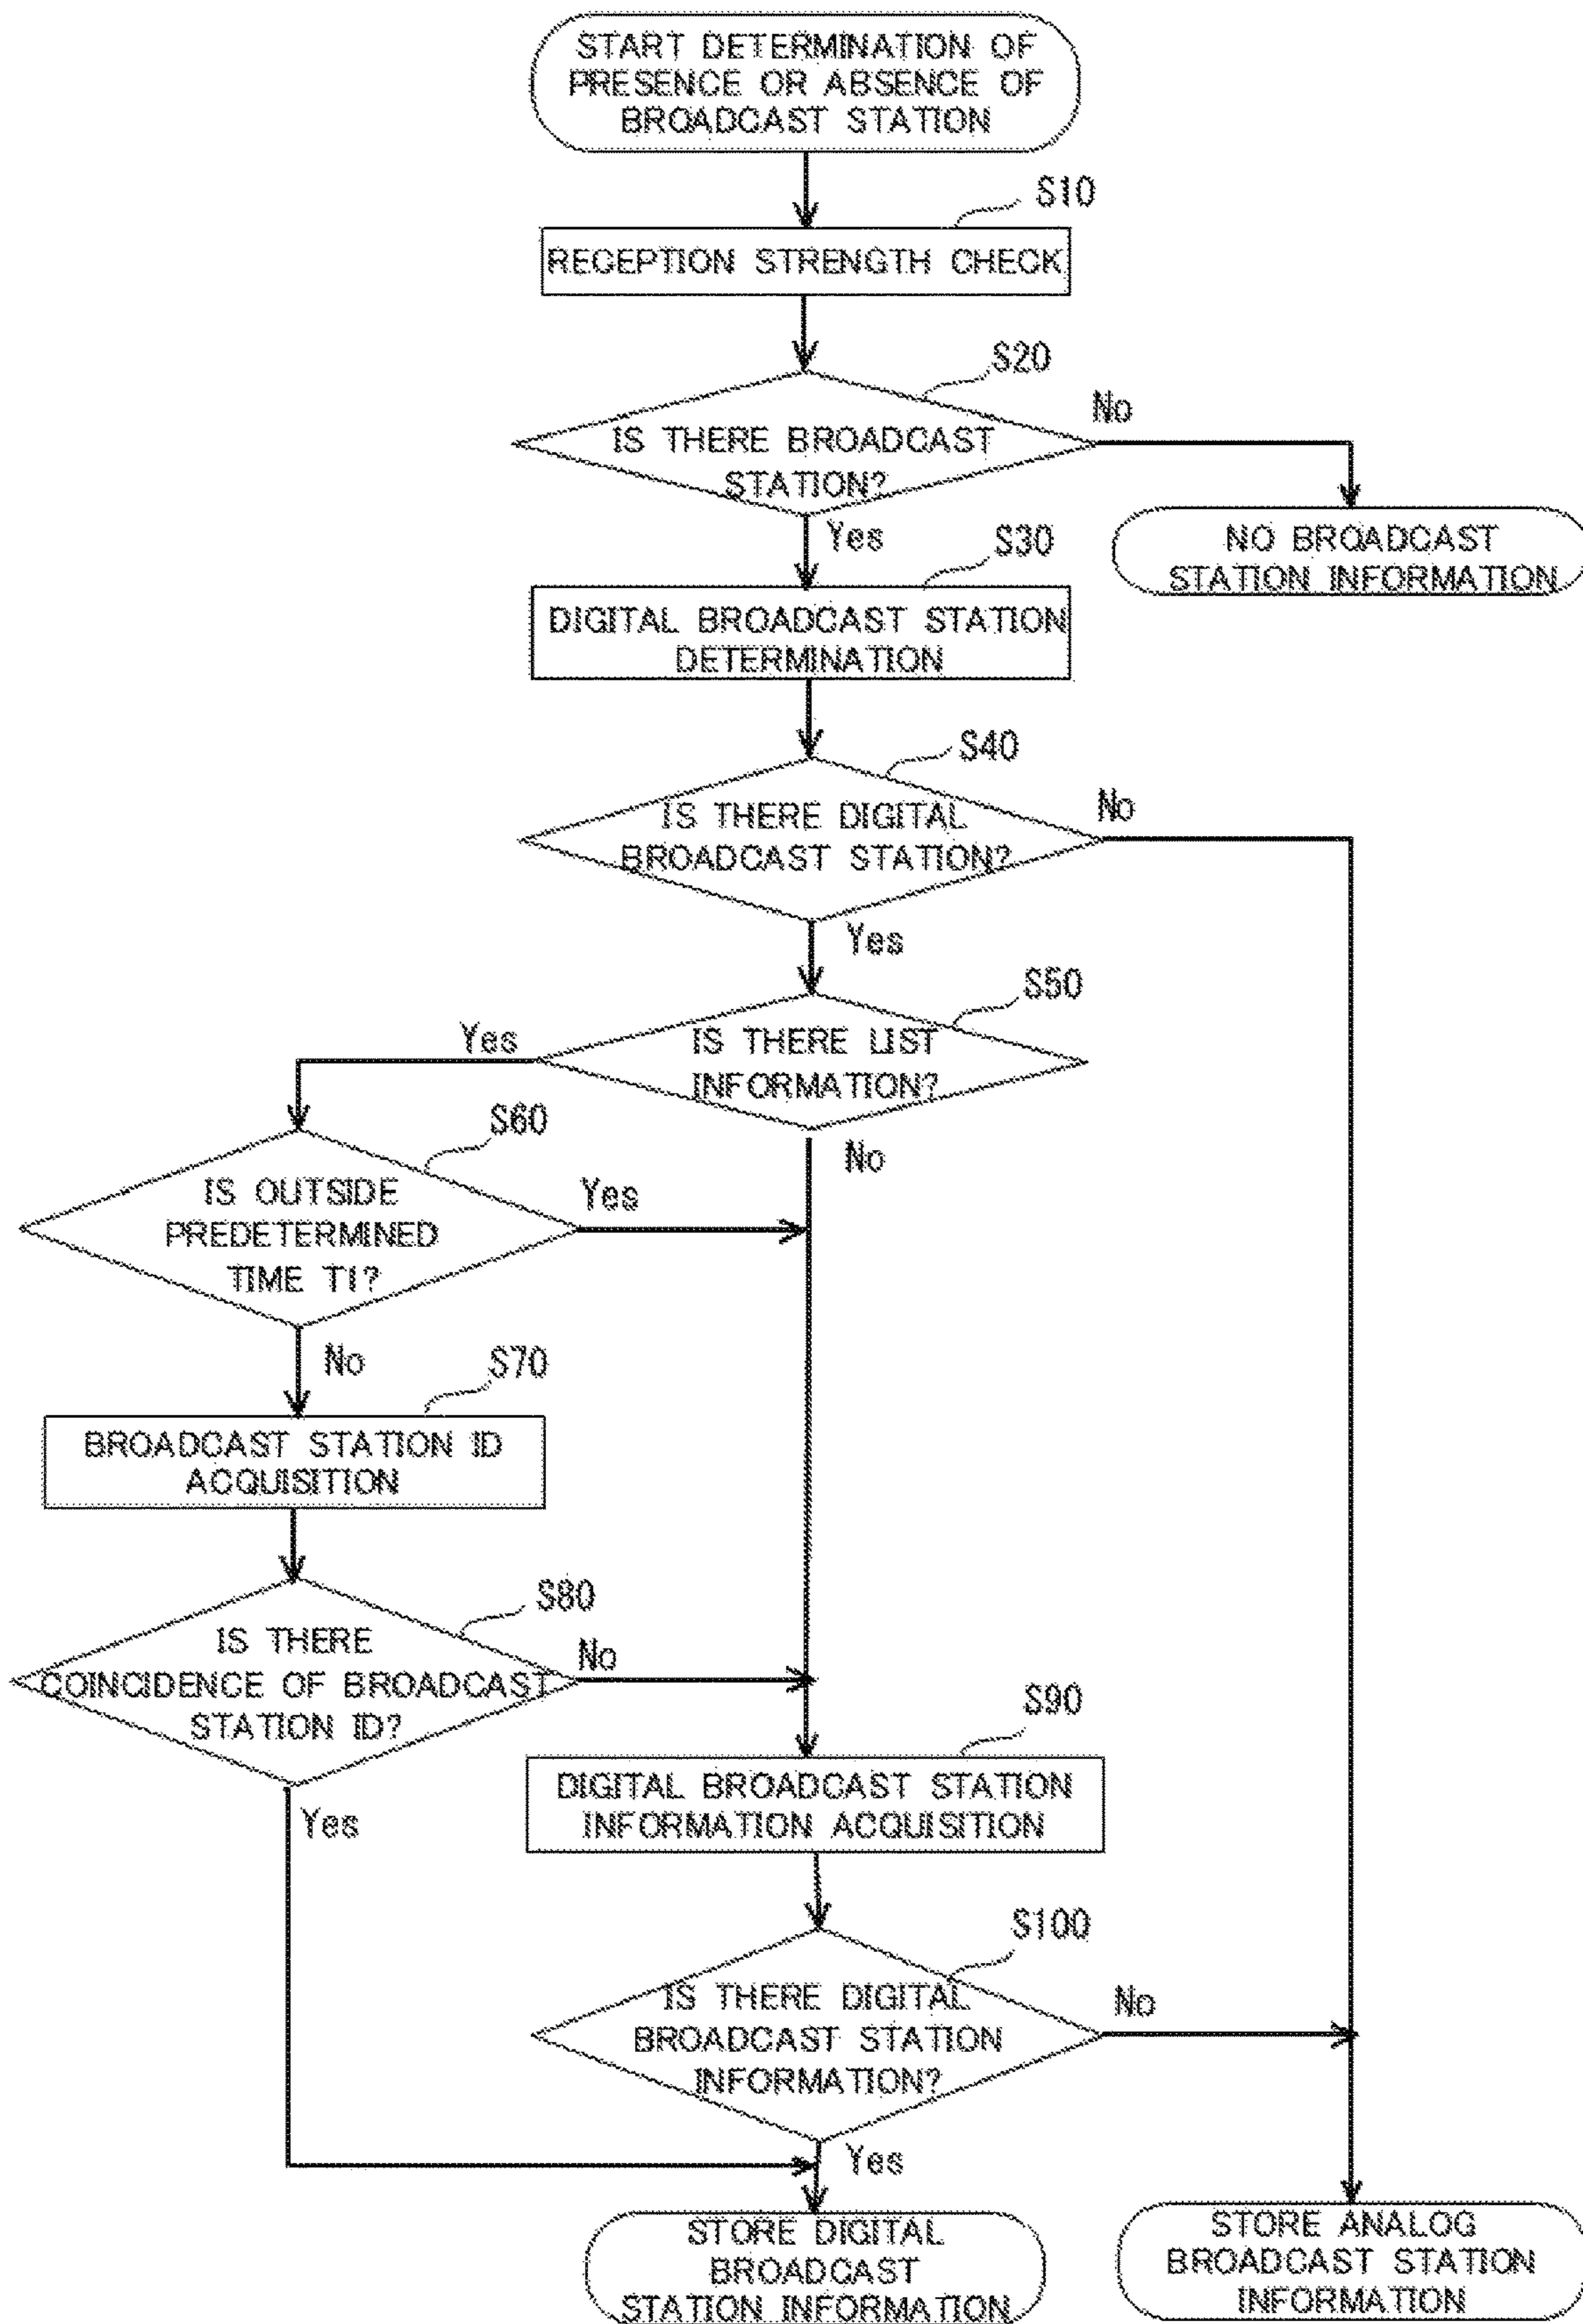 START DETERMINATION OF
PRESENCE OR ABSENCE OF
BROADCAST STATION
S10
RECEPTION STRENGTH CHECK
S20
IS THERE BROADCAST
STATION?
No
Yes
NO BROADCAST
STATION INFORMATION
S30
DIGITAL BROADCAST STATION
DETERMINATION
S40
IS THERE DIGITAL
BROADCAST STATION?
No
Yes
S50
IS THERE LIST
INFORMATION?
Yes
No
S60
IS OUTSIDE
PREDETERMINED
TIME T1?
Yes
No
S70
BROADCAST STATION ID
ACQUISITION
S80
IS THERE
COINCIDENCE OF BROADCAST
STATION ID?
No
Yes
S90
DIGITAL BROADCAST STATION
INFORMATION ACQUISITION
S100
IS THERE DIGITAL
BROADCAST STATION
INFORMATION?
No
Yes
STORE DIGITAL
BROADCAST
STATION INFORMATION
STORE ANALOG
BROADCAST STATION
INFORMATION